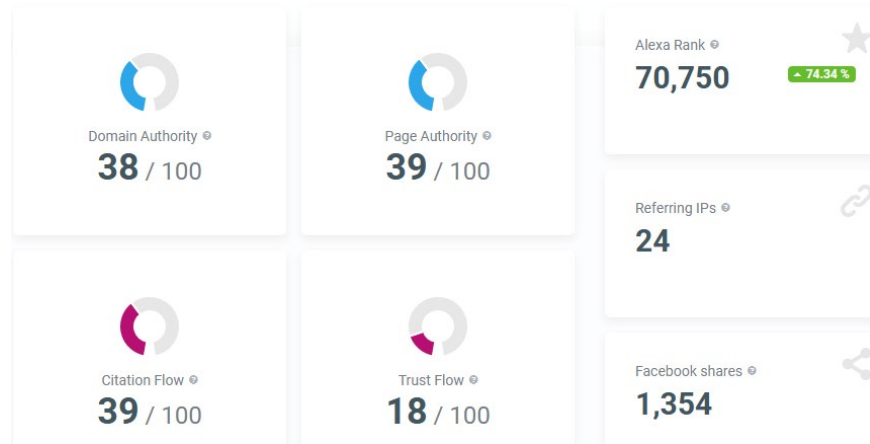 Domain Authority
38 / 100
Page Authority
39 / 100
Alexa Rank
70,750
74.34 %
Referring IPs
24
Citation Flow
39 / 100
Trust Flow
18 / 100
Facebook shares
1,354